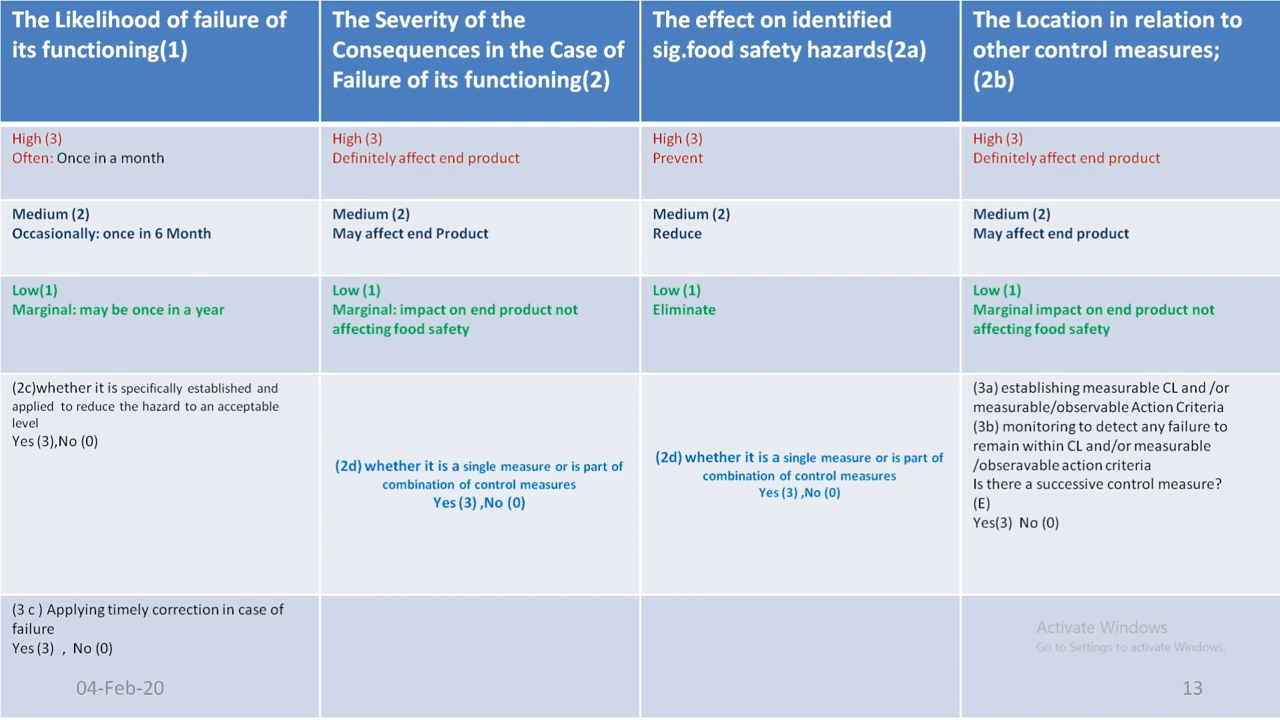 The Likelihood of failure of
its functioning(1)
The Severity of the
Consequences in the Case of
Failure of its functioning(2)
The effect on identified
sig.food safety hazards(2a)
The Location in relation to
other control measures;
(2b)
High (3)
Often: Once in a month
High (3)
Definitely affect end product
High (3)
Prevent
High (3)
Definitely affect end product
Medium (2)
Occasionally: once in 6 Month
Medium (2)
May affect end Product
Medium (2)
Reduce
Medium (2)
May affect end product
Low(1)
Marginal: may be once in a year
Low (1)
Marginal: impact on end product not
affecting food safety
Low (1)
Eliminate
Low (1)
Marginal impact on end product not
affecting food safety
(2c)whether it is specifically established and
applied to reduce the hazard to an acceptable
level
Yes (3),No (0)
(2d) whether it is a single measure or is part of
combination of control measures
Yes (3) ,No (0)
(2d) whether it is a single measure or is part of
combination of control measures
Yes (3) ,No (0)
(3a) establishing measurable CL and /or
measurable/observable Action Criteria
(3b) monitoring to detect any failure to
remain within CL and/or measurable
/obseravable action criteria
Is there a successive control measure?
(E)
Yes(3) No (0)
(3 c ) Applying timely correction in case of
failure
Yes (3) , No (0)
Activate Windows
Go to Settings to activate Windows.
04-Feb-20
13